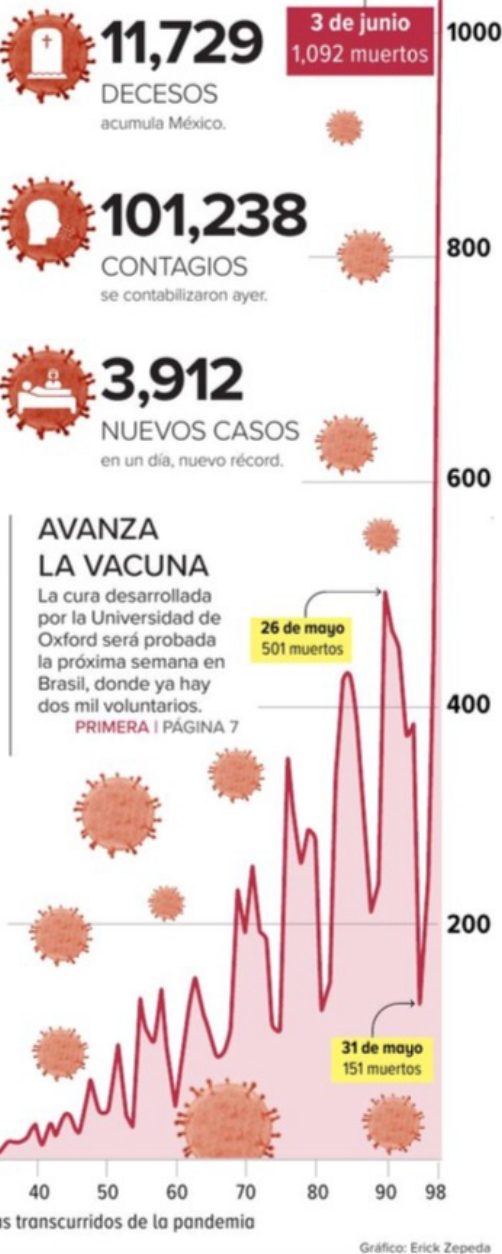 11,729
DECESOS
acumula México.
101,238
CONTAGIOS
se contabilizaron ayer.
3,912
NUEVOS CASOS
en un día, nuevo récord.
AVANZA
LA VACUNA
La cura desarrollada
por la Universidad de
Oxford será probada
la próxima semana en
Brasil, donde ya hay
dos mil voluntarios.
PRIMERA | PÁGINA 7
3 de junio
1,092 muertos
1000
800
600
400
200
26 de mayo
501 muertos
31 de mayo
151 muertos
40 50 60 70 80 90 98
transcurridos de la pandemia
Gráfico: Erick Zepeda